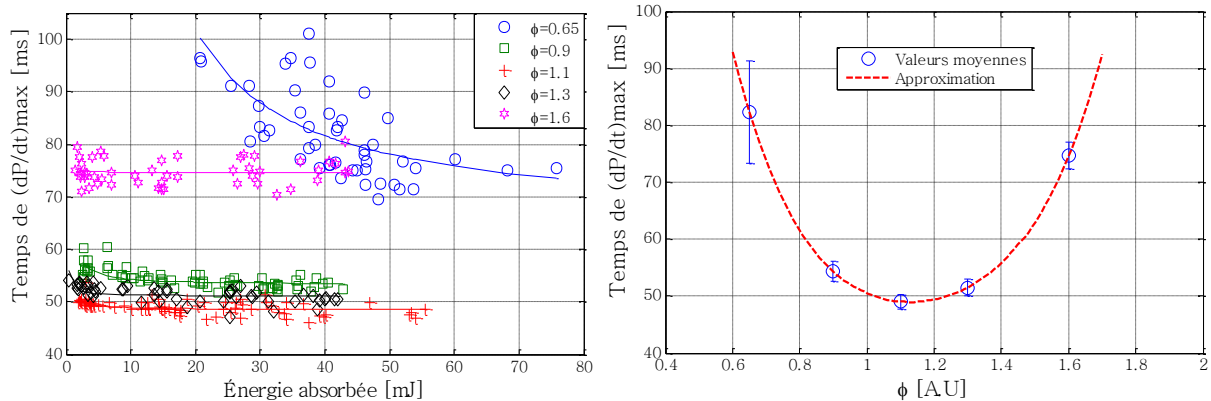 Temps de (dP/dt)max [ms]
100
90
80
70
60
50
40
0
10
20
30
40
50
60
70
80
Énergie absorbée [mJ]
ϕ=0.65
ϕ=0.9
ϕ=1.1
ϕ=1.3
ϕ=1.6
Temps de (dP/dt)max [ms]
100
90
80
70
60
50
40
0.4
0.6
0.8
1
1.2
1.4
1.6
1.8
2
ϕ [A.U]
Valeurs moyennes
Approximation